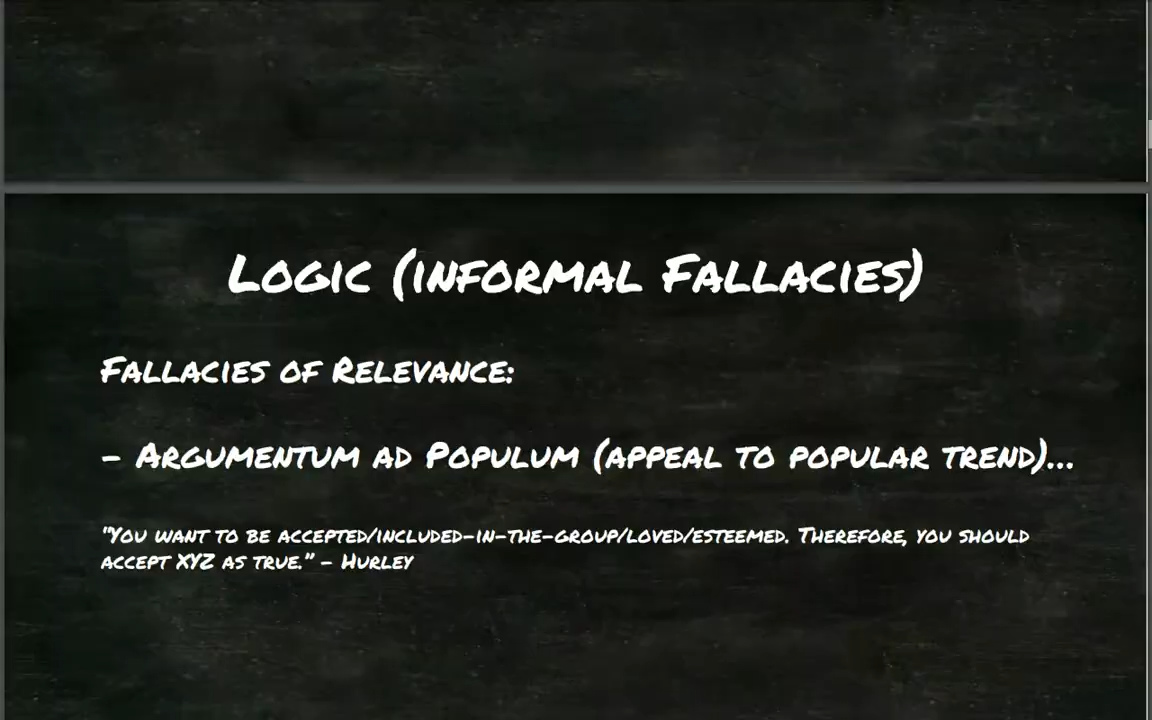 Logic (informal Fallacies)
Fallacies of Relevance:
- Argumentum ad Populum (appeal to popular trend)...
"You want to be accepted/included-in-the-group/loved/esteemed. Therefore, you should
accept XYZ as true." - Hurley